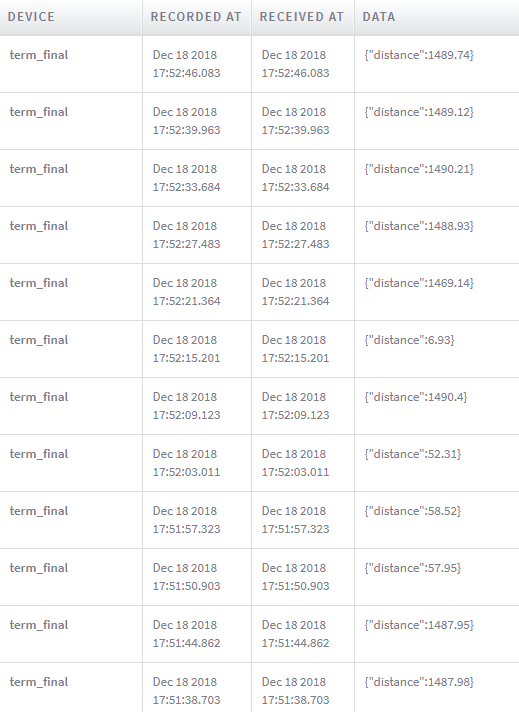 DEVICE RECORDED AT RECEIVED AT DATA
term_final Dec 18 2018 Dec 18 2018 {"distance":1489.74}
17:52:46.083 17:52:46.083
term_final Dec 18 2018 Dec 18 2018 {"distance":1489.12}
17:52:39.963 17:52:39.963
term_final Dec 18 2018 Dec 18 2018 {"distance":1490.21}
17:52:33.684 17:52:33.684
term_final Dec 18 2018 Dec 18 2018 {"distance":1488.93}
17:52:27.483 17:52:27.483
term_final Dec 18 2018 Dec 18 2018 {"distance":1469.14}
17:52:21.364 17:52:21.364
term_final Dec 18 2018 Dec 18 2018 {"distance":6.93}
17:52:15.201 17:52:15.201
term_final Dec 18 2018 Dec 18 2018 {"distance":1490.4}
17:52:09.123 17:52:09.123
term_final Dec 18 2018 Dec 18 2018 {"distance":52.31}
17:52:03.011 17:52:03.011
term_final Dec 18 2018 Dec 18 2018 {"distance":58.52}
17:51:57.323 17:51:57.323
term_final Dec 18 2018 Dec 18 2018 {"distance":57.95}
17:51:50.903 17:51:50.903
term_final Dec 18 2018 Dec 18 2018 {"distance":1487.95}
17:51:44.862 17:51:44.862
term_final Dec 18 2018 Dec 18 2018 {"distance":1487.98}
17:51:38.703 17:51:38.703